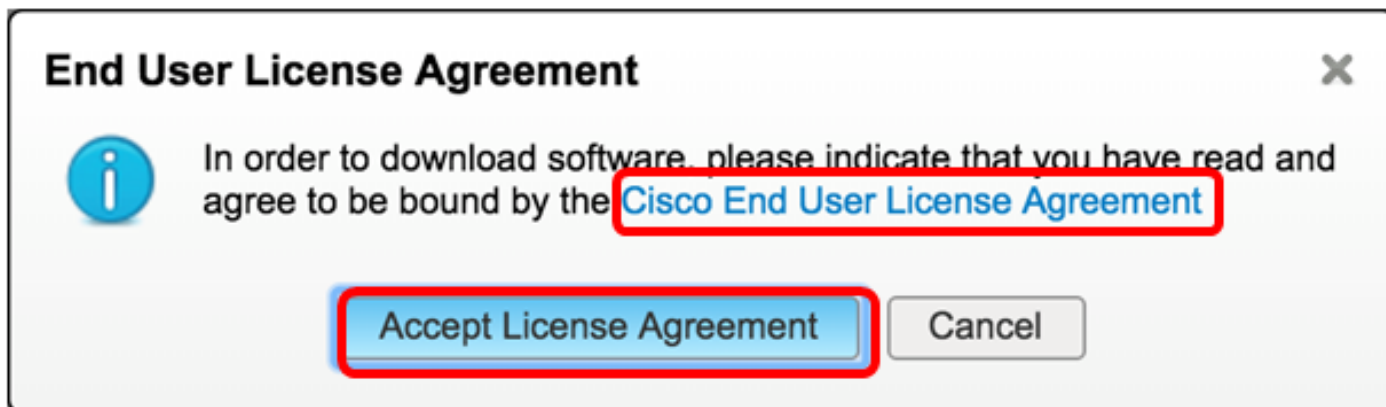 End User License Agreement
In order to download software, please indicate that you have read and
agree to be bound by the Cisco End User License Agreement
Accept License Agreement
Cancel